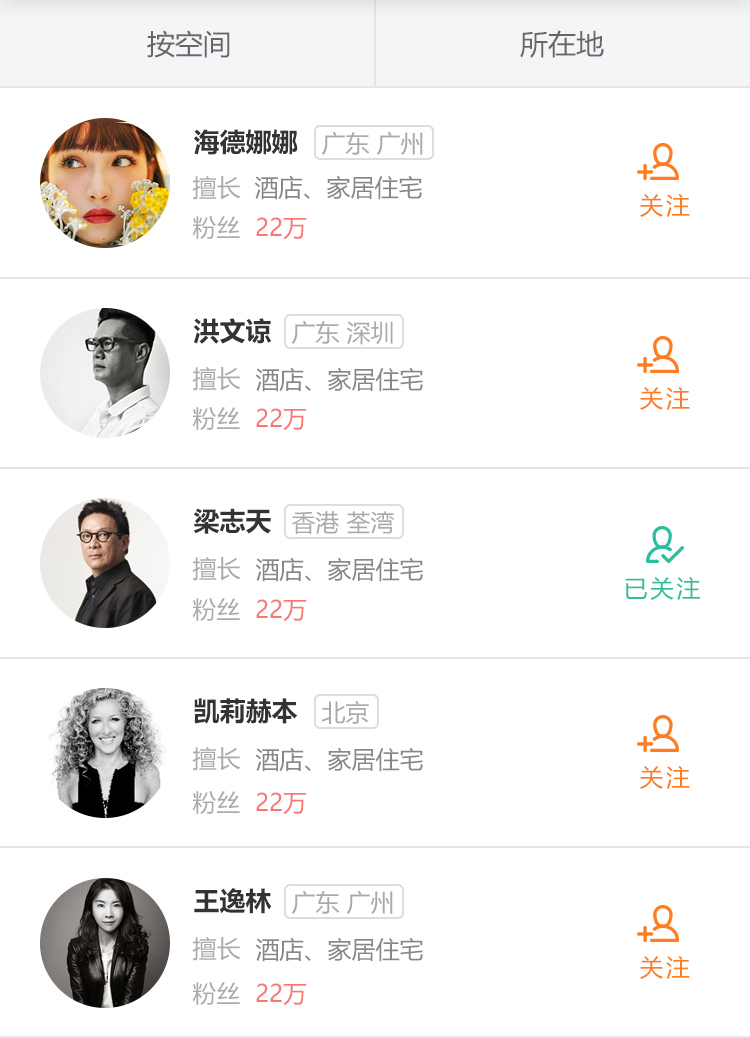 按空间 所在地
海德娜娜 广东 广州
擅长 酒店、家居住宅
粉丝 22万
关注
洪文谅 广东 深圳
擅长 酒店、家居住宅
粉丝 22万
关注
梁志天 香港 荃湾
擅长 酒店、家居住宅
粉丝 22万
已关注
凯莉赫本 北京
擅长 酒店、家居住宅
粉丝 22万
关注
王逸林 广东 广州
擅长 酒店、家居住宅
粉丝 22万
关注